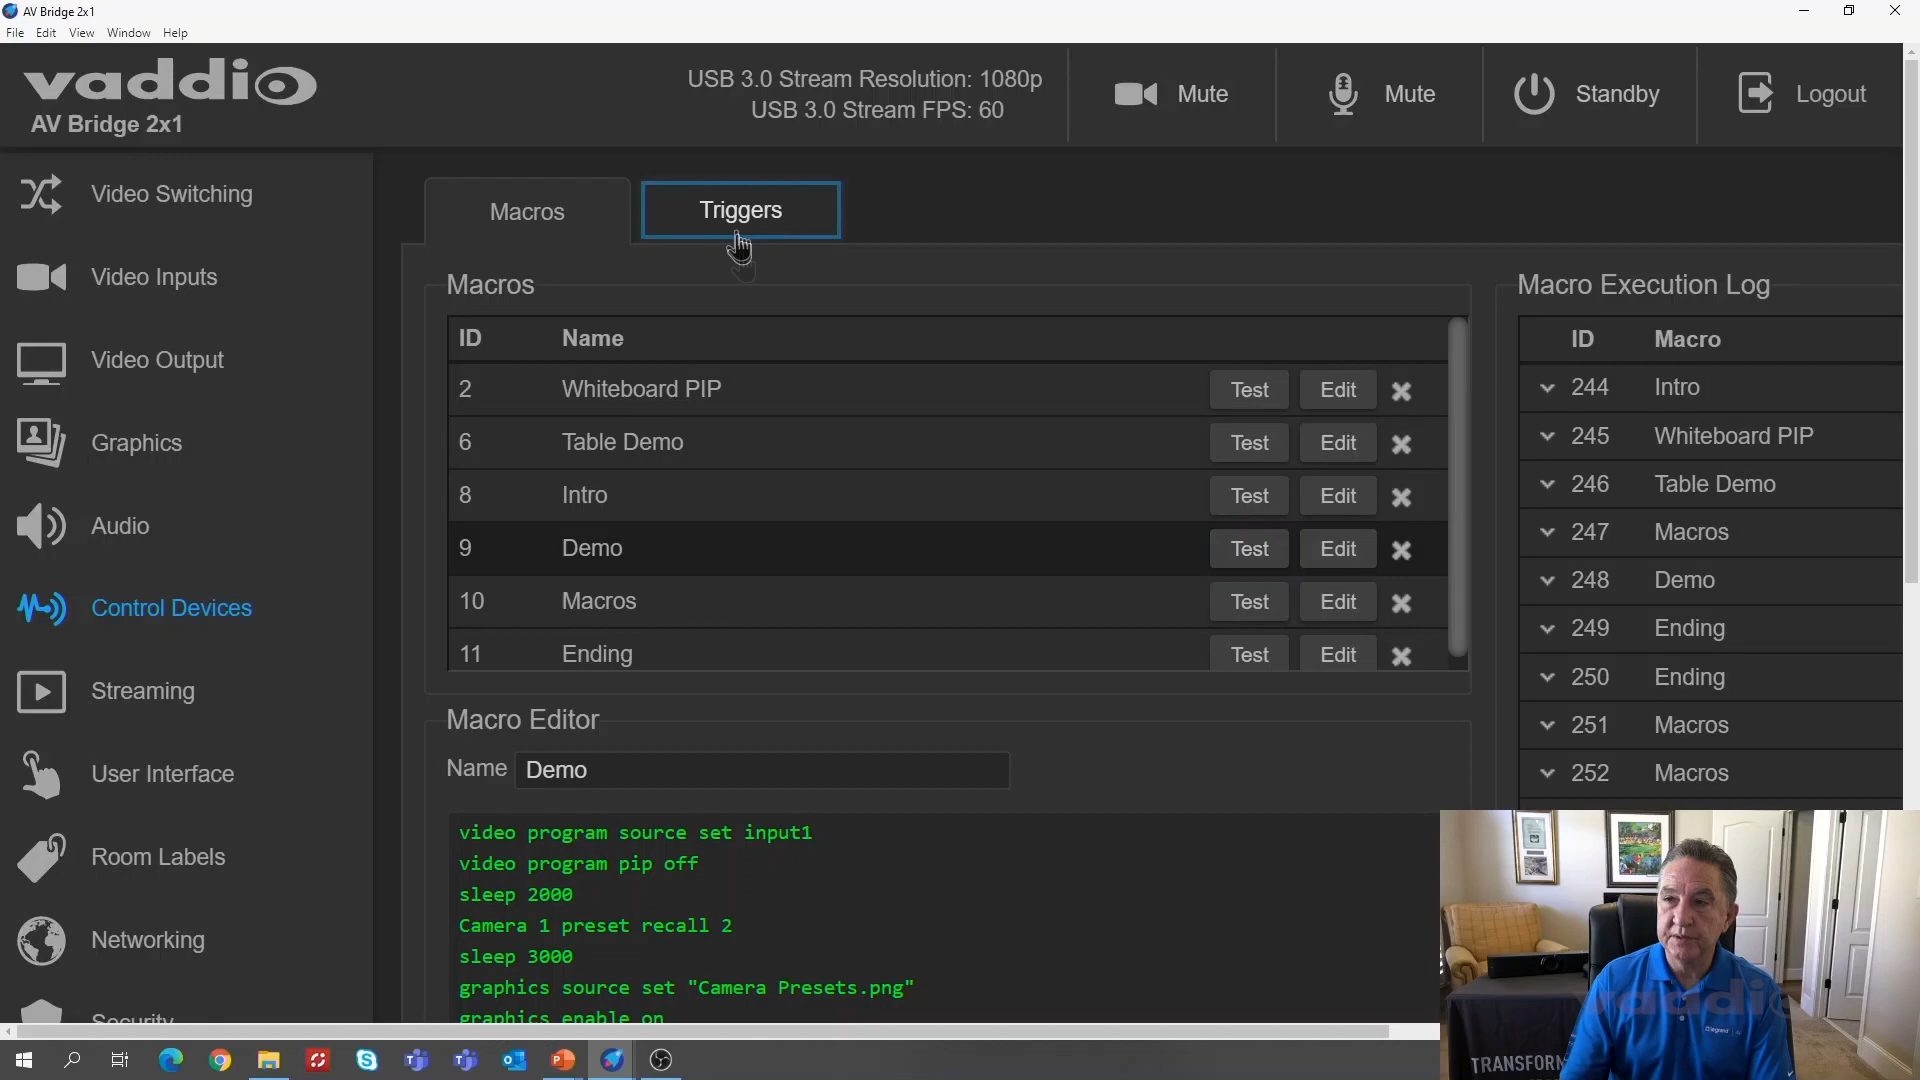 AV Bridge 2x1
File Edit View Window Help
vaddio
AV Bridge 2x1
USB 3.0 Stream Resolution: 1080p
USB 3.0 Stream FPS: 60
Mute
Mute
Standby
Logout
Video Switching
Video Inputs
Video Output
Graphics
Audio
Control Devices
Streaming
User Interface
Room Labels
Networking
Security
Macros
Triggers
Macros
ID Name
2 Whiteboard PIP Test Edit
6 Table Demo Test Edit
8 Intro Test Edit
9 Demo Test Edit
10 Macros Test Edit
11 Ending Test Edit
Macro Editor
Name Demo
video program source set input1
video program pip off
sleep 2000
Camera 1 preset recall 2
sleep 3000
graphics source set "Camera Presets.png"
graphics enable on
Macro Execution Log
ID Macro
244 Intro
245 Whiteboard PIP
246 Table Demo
247 Macros
248 Demo
249 Ending
250 Ending
251 Macros
252 Macros
vaddio
legrand
TRANSFORM